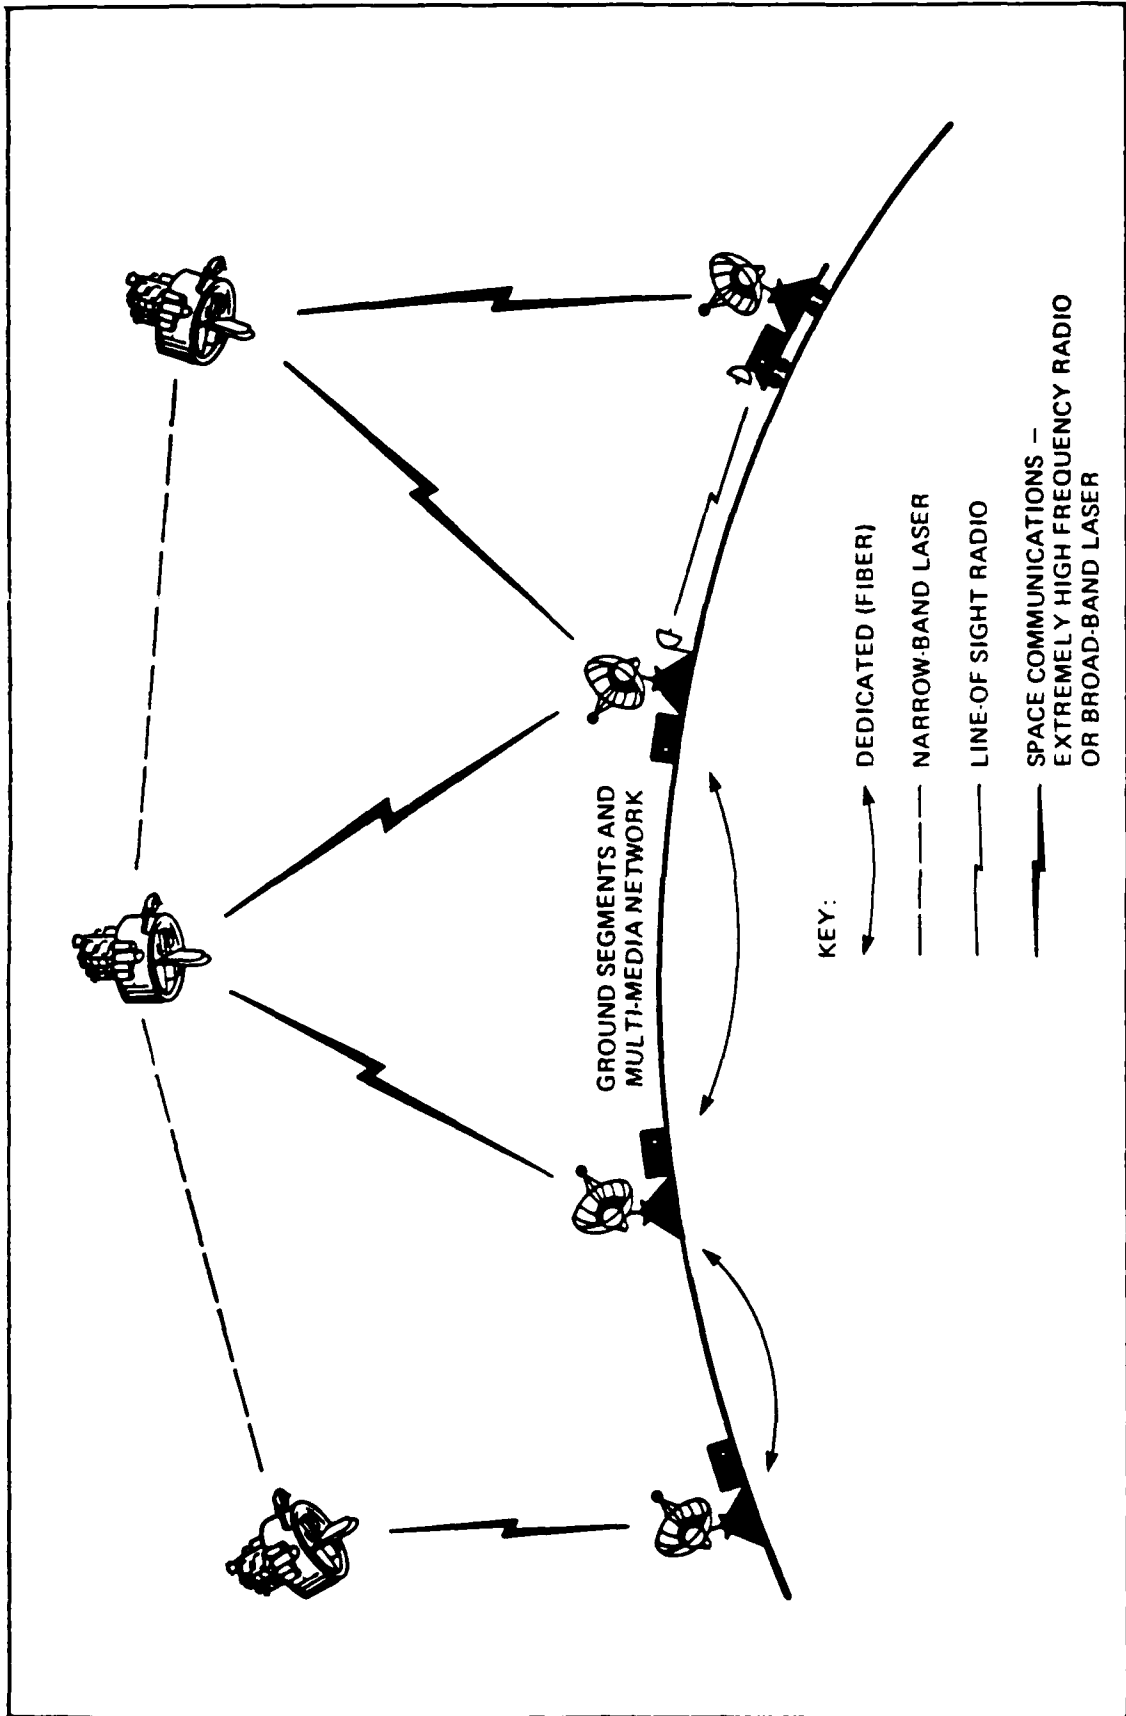 GROUND SEGMENTS AND
MULTI-MEDIA NETWORK
KEY:
DEDICATED (FIBER)
NARROW-BAND LASER
LINE-OF SIGHT RADIO
SPACE COMMUNICATIONS –
EXTREMELY HIGH FREQUENCY RADIO
OR BROAD-BAND LASER